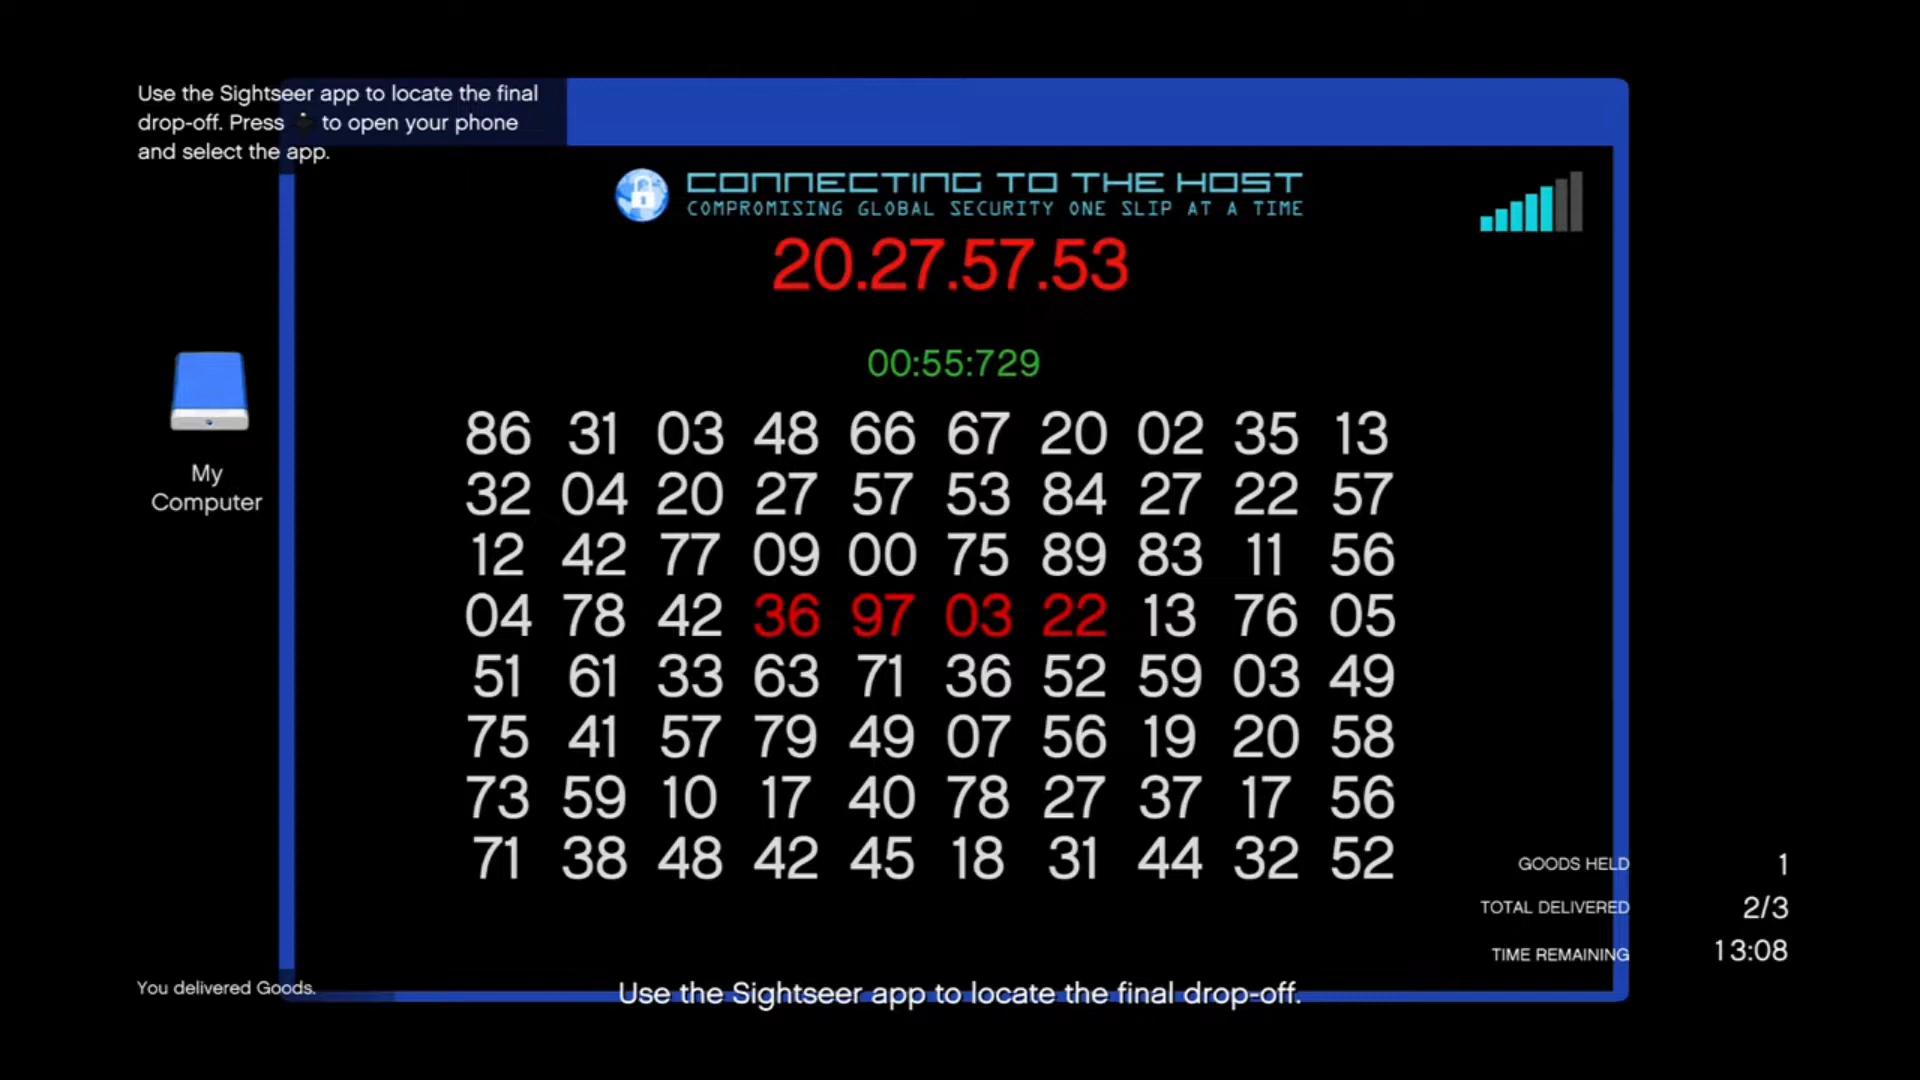 Use the Sightseer app to locate the final
drop-off. Press to open your phone
and select the app.
CONNECTING TO THE HOST
COMPROMISING GLOBAL SECURITY ONE SLIP AT A TIME
20.27.57.53
00:55:729
86 31 03 48 66 67 20 02 35 13
32 04 20 27 57 53 84 27 22 57
12 42 77 09 00 75 89 83 11 56
04 78 42 36 97 03 22 13 76 05
51 61 33 63 71 36 52 59 03 49
75 41 57 79 49 07 56 19 20 58
73 59 10 17 40 78 27 37 17 56
71 38 48 42 45 18 31 44 32 52
My
Computer
GOODS HELD 1
TOTAL DELIVERED 2/3
TIME REMAINING 13:08
You delivered Goods.
Use the Sightseer app to locate the final drop-off.